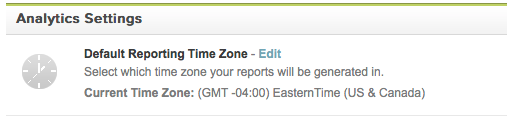 Analytics Settings
Default Reporting Time Zone - Edit
Select which time zone your reports will be generated in.
Current Time Zone: (GMT -04:00) EasternTime (US & Canada)